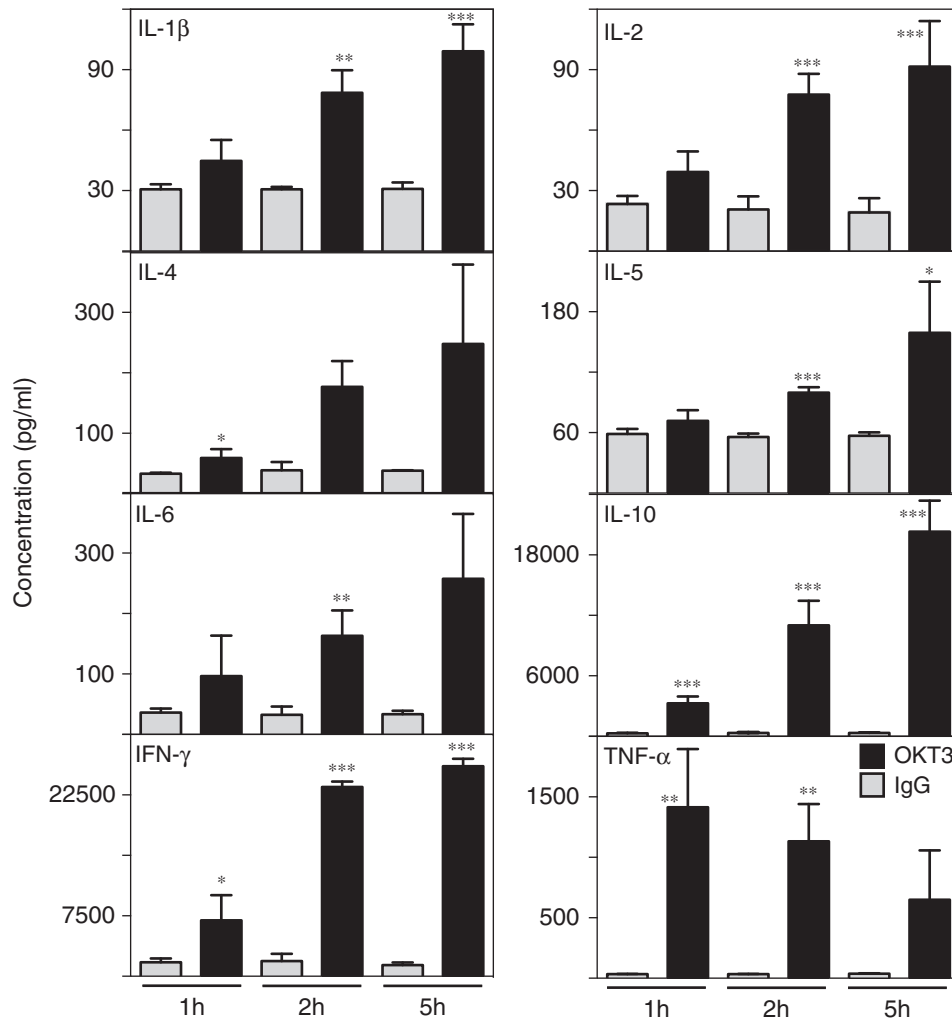 IL-1β
***
**
90
30
IL-2
***
***
90
30
IL-4
*
300
100
IL-5
*
***
180
60
IL-6
**
300
100
IL-10
***
***
***
18000
6000
IFN-γ
***
***
*
22500
7500
TNF-α
**
**
OKT3
IgG
1500
500
Concentration (pg/ml)
1h 2h 5h
1h 2h 5h